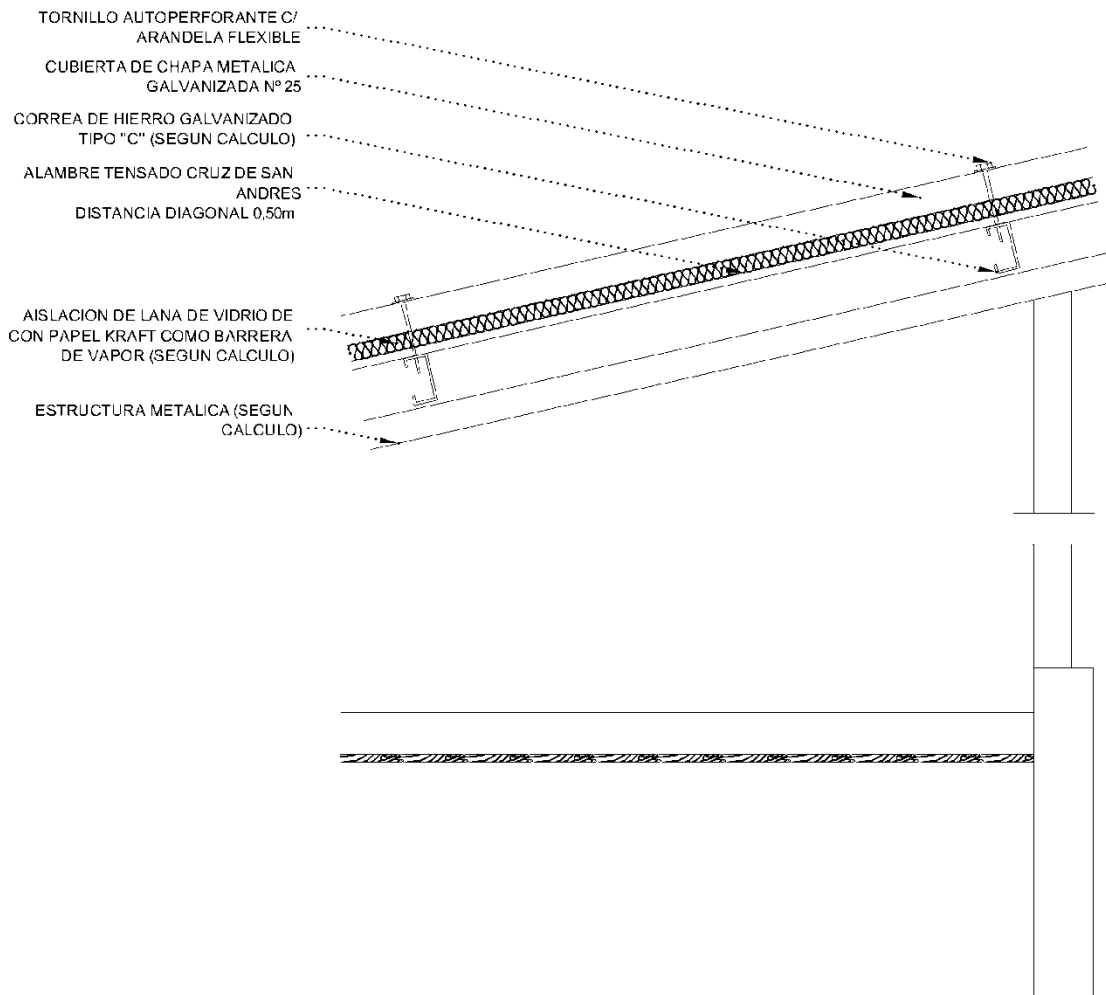 TORNILLO AUTOPERFORANTE C/
ARANDELA FLEXIBLE
CUBIERTA DE CHAPA METALICA
GALVANIZADA Nº 25
CORREA DE HIERRO GALVANIZADO
TIPO "C" (SEGUN CALCULO)
ALAMBRE TENSADO CRUZ DE SAN
ANDRES
DISTANCIA DIAGONAL 0,50m
AISLACION DE LANA DE VIDRIO DE
CON PAPEL KRAFT COMO BARRERA
DE VAPOR (SEGUN CALCULO)
ESTRUCTURA METALICA (SEGUN
CALCULO)